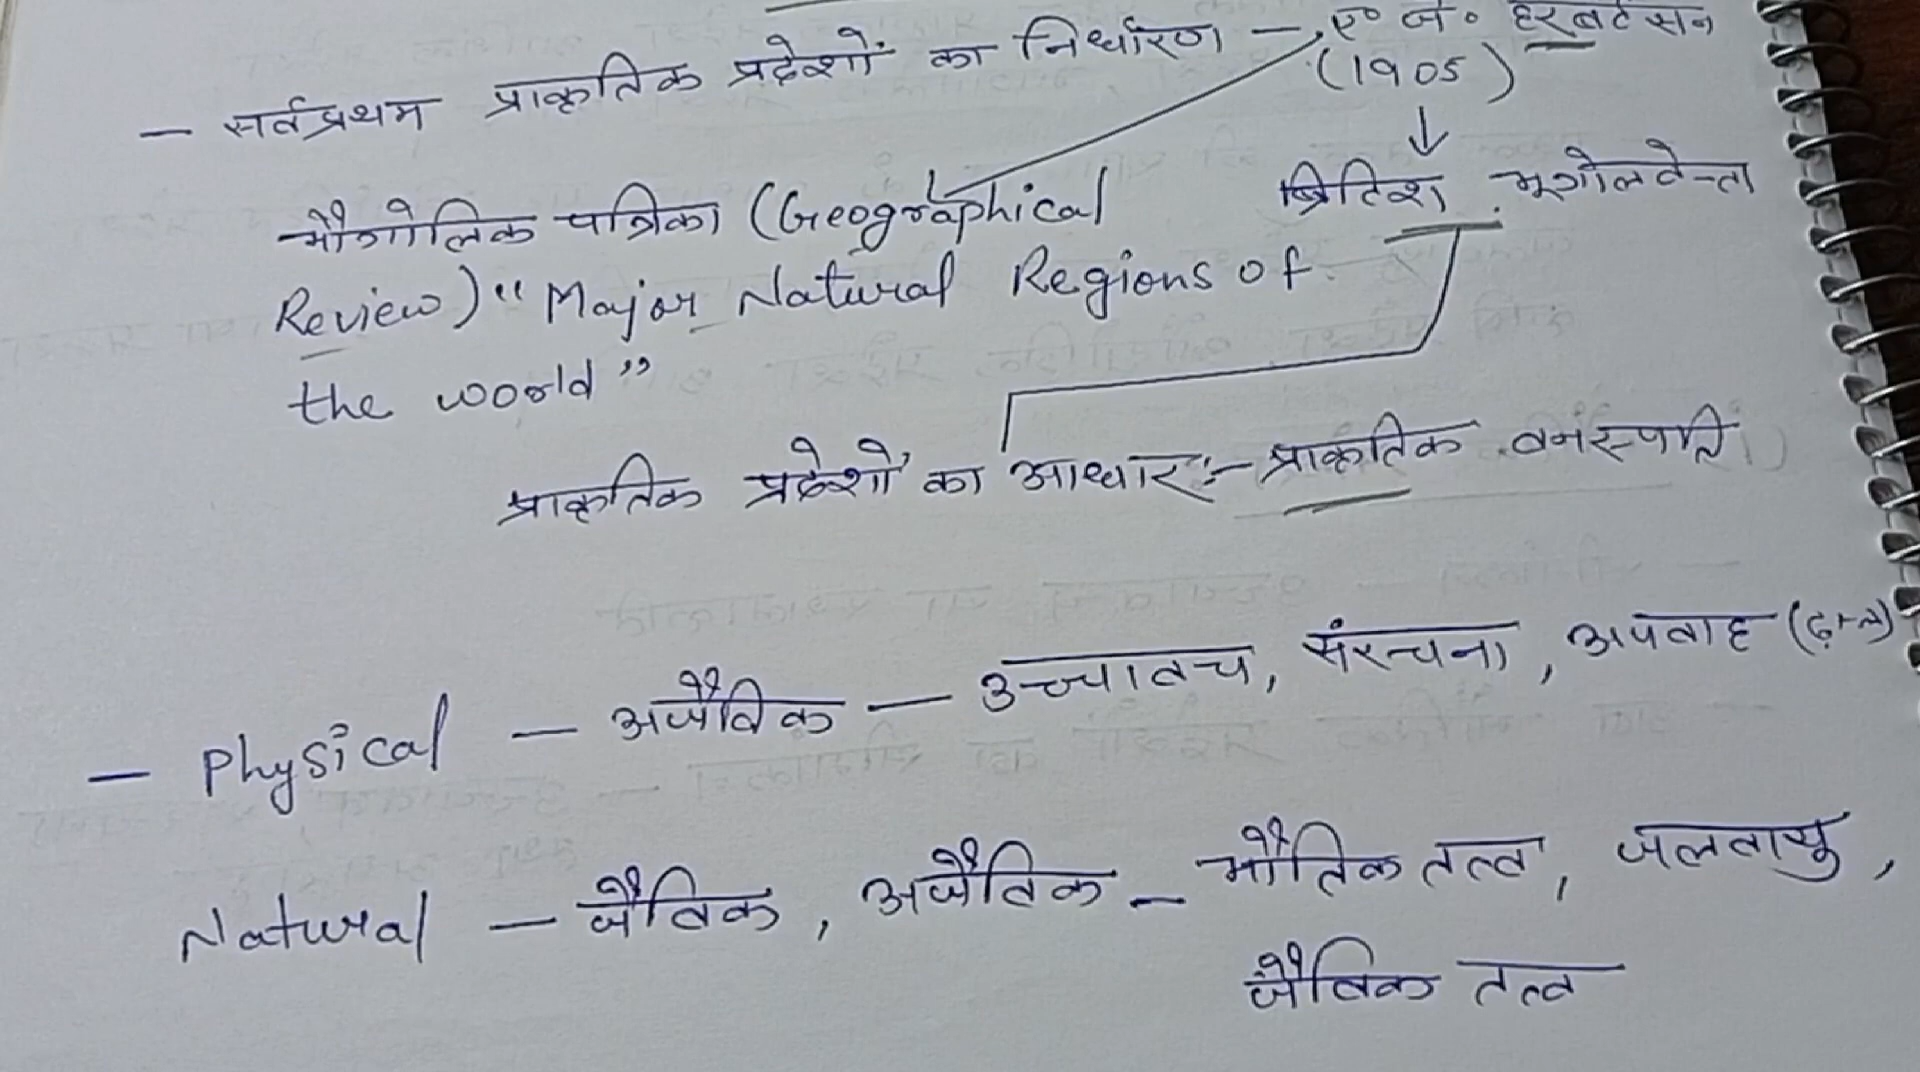 — सर्वप्रथम प्राकृतिक प्रदेशों का निर्धारण — ए० जे० हरबर्टसन
(1905)
↓
ब्रिटिश भूगोलवेत्ता
भौगोलिक पत्रिका (Geographical
Review) "Major Natural Regions of
the world"
प्राकृतिक प्रदेशों का आधार:- प्राकृतिक वनस्पति
— Physical — अजैविक — उच्चावच, संरचना, अपवाह (ढ़ाल)
Natural — जैविक, अजैविक — भौतिक तत्व, जलवायु,
जैविक तत्व